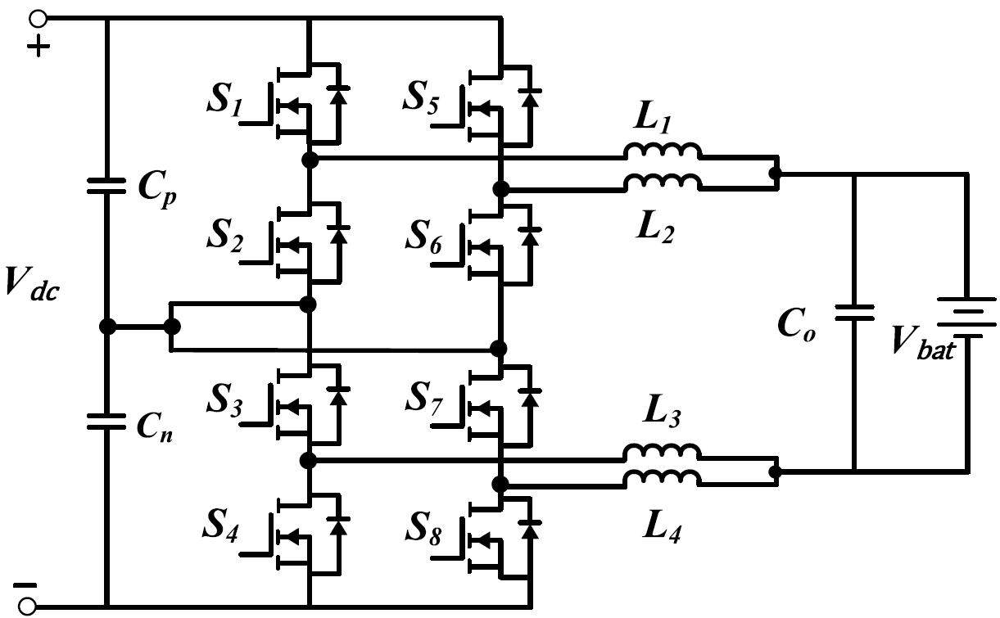 +
S1
S5
L1
Cp
L2
S2
S6
Vdc
Co
Vbat
S3
S7
L3
Cn
S4
S8
L4
−